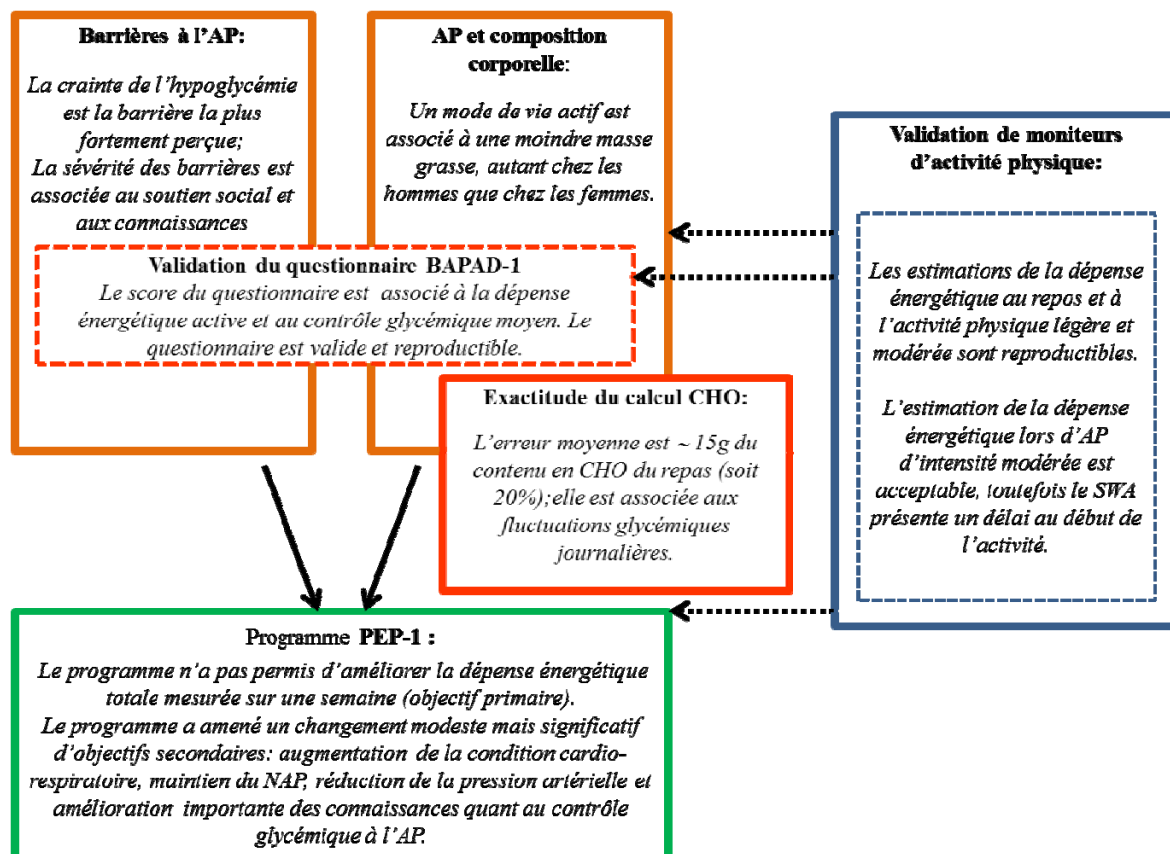 Barrières à l’AP:
La crainte de l’hypoglycémie
est la barrière la plus
fortement perçue;
La sévérité des barrières est
associée au soutien social et
aux connaissances
AP et composition
corporelle:
Un mode de vie actif est
associé à une moindre masse
grasse, autant chez les
hommes que chez les femmes.
Validation de moniteurs
d’activité physique:
Les estimations de la dépense
énergétique au repos et à
l’activité physique légère et
modérée sont reproductibles.
L’estimation de la dépense
énergétique lors d’AP
d’intensité modérée est
acceptable, toutefois le SWA
présente un délai au début de
l’activité.
Validation du questionnaire BAPAD-1
Le score du questionnaire est associé à la dépense
énergétique active et au contrôle glycémique moyen. Le
questionnaire est valide et reproductible.
Exactitude du calcul CHO:
L’erreur moyenne est ~ 15g du
contenu en CHO du repas (soit
20%);elle est associée aux
fluctuations glycémiques
journalières.
Programme PEP-1 :
Le programme n’a pas permis d’améliorer la dépense énergétique
totale mesurée sur une semaine (objectif primaire).
Le programme a amené un changement modeste mais significatif
d’objectifs secondaires: augmentation de la condition cardio-
respiratoire, maintien du NAP, réduction de la pression artérielle et
amélioration importante des connaissances quant au contrôle
glycémique à l’AP.